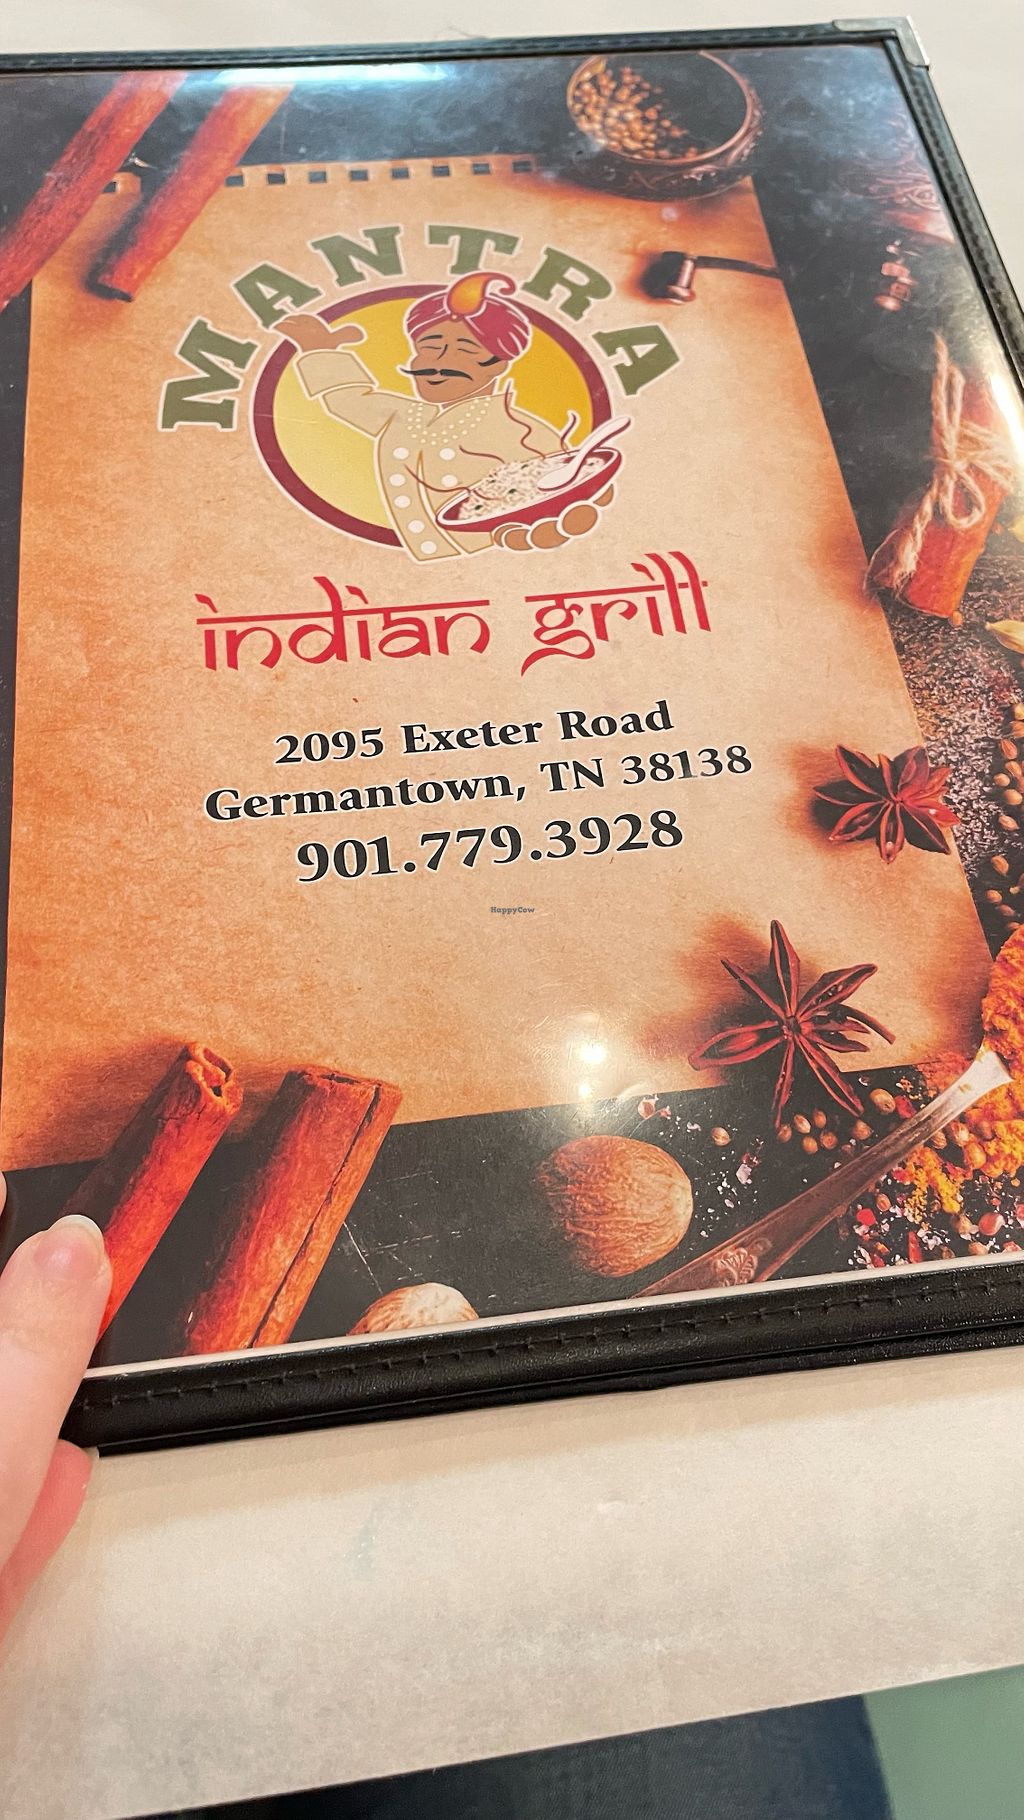 MANTRA
indian grill
2095 Exeter Road
Germantown, TN 38138
901.779.3928
HappyCow